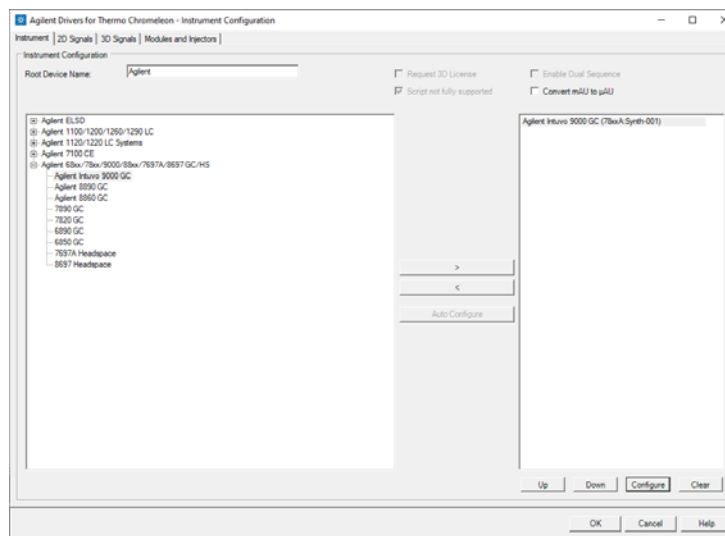 Agilent Drivers for Thermo Chromeleon - Instrument Configuration
Instrument | 2D Signals | 3D Signals | Modules and Injectors
Instrument Configuration
Root Device Name: Agilent
Request 3D License
Enable Dual Sequence
Script not fully supported
Convert mAU to µAU
Agilent ELSD
Agilent 1100/1200/1260/1290 LC
Agilent 1120/1220 LC Systems
Agilent 7100 CE
Agilent 68xx/78xx/9000/88xx/7697A/8697 GC/HS
Agilent Intuvo 9000 GC
Agilent 8890 GC
Agilent 8860 GC
7890 GC
7820 GC
6890 GC
6850 GC
7697A Headspace
8697 Headspace
>
<
Auto Configure
Agilent Intuvo 9000 GC (78xxA:Synth-001)
Up Down Configure Clear
OK Cancel Help